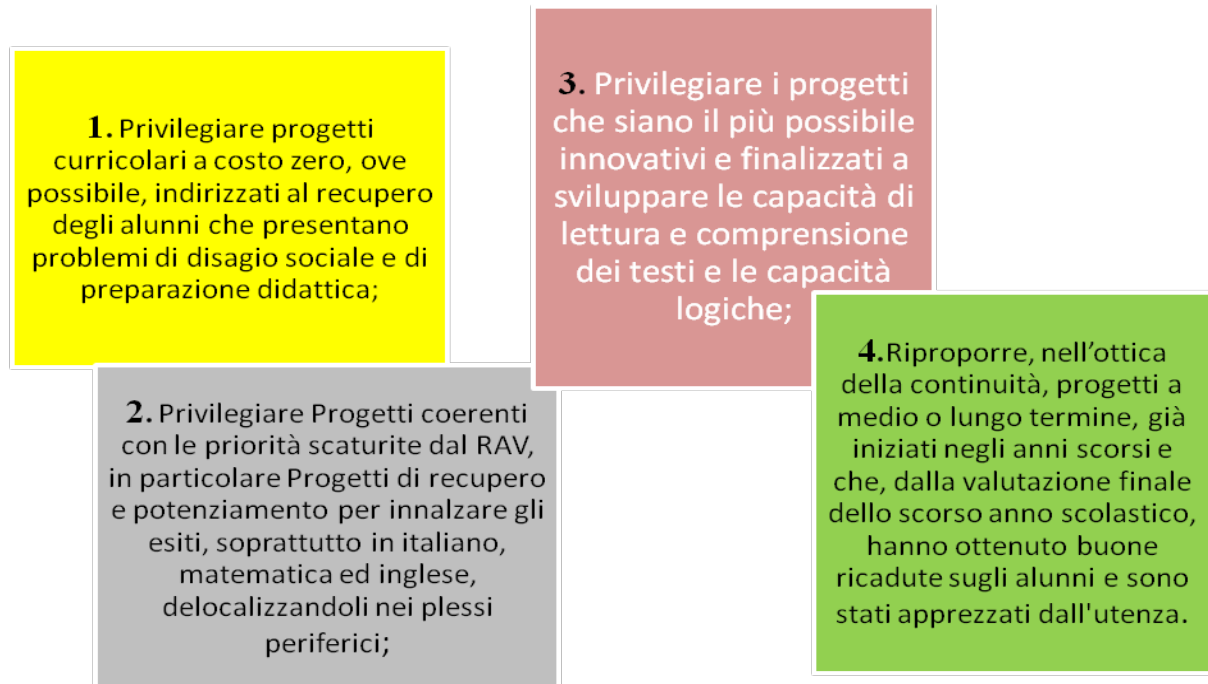 1. Privilegiare progetti
curricolari a costo zero, ove
possibile, indirizzati al recupero
degli alunni che presentano
problemi di disagio sociale e di
preparazione didattica;
2. Privilegiare Progetti coerenti
con le priorità scaturite dal RAV,
in particolare Progetti di recupero
e potenziamento per innalzare gli
esiti, soprattutto in italiano,
matematica ed inglese,
delocalizzandoli nei plessi
periferici;
3. Privilegiare i progetti
che siano il più possibile
innovativi e finalizzati a
sviluppare le capacità di
lettura e comprensione
dei testi e le capacità
logiche;
4.Riproporre, nell’ottica
della continuità, progetti a
medio o lungo termine, già
iniziati negli anni scorsi e
che, dalla valutazione finale
dello scorso anno scolastico,
hanno ottenuto buone
ricadute sugli alunni e sono
stati apprezzati dall'utenza.